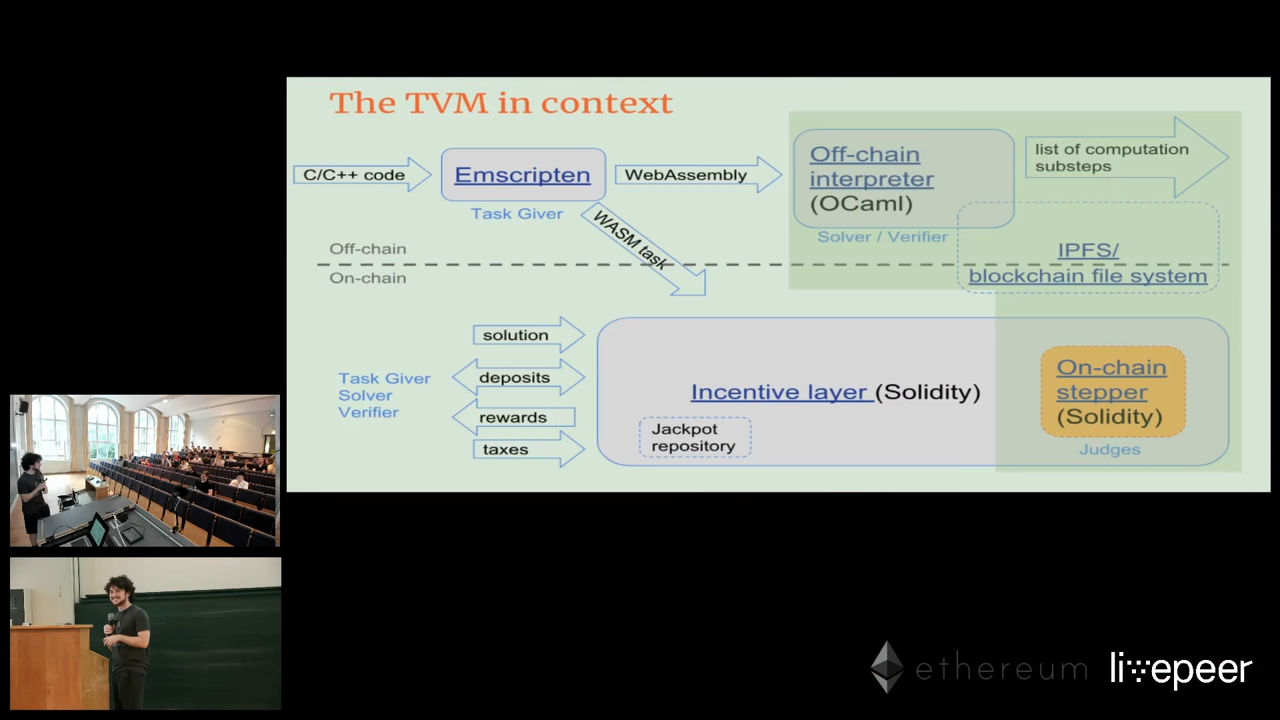 The TVM in context
C/C++ code
Emscripten
WebAssembly
Off-chain
interpreter
(OCaml)
list of computation
substeps
Task Giver
WASM task
Solver / Verifier
Off-chain
On-chain
IPFS/
blockchain file system
solution
deposits
rewards
taxes
Task Giver
Solver
Verifier
Incentive layer (Solidity)
Jackpot
repository
On-chain
stepper
(Solidity)
Judges
ethereum
livepeer